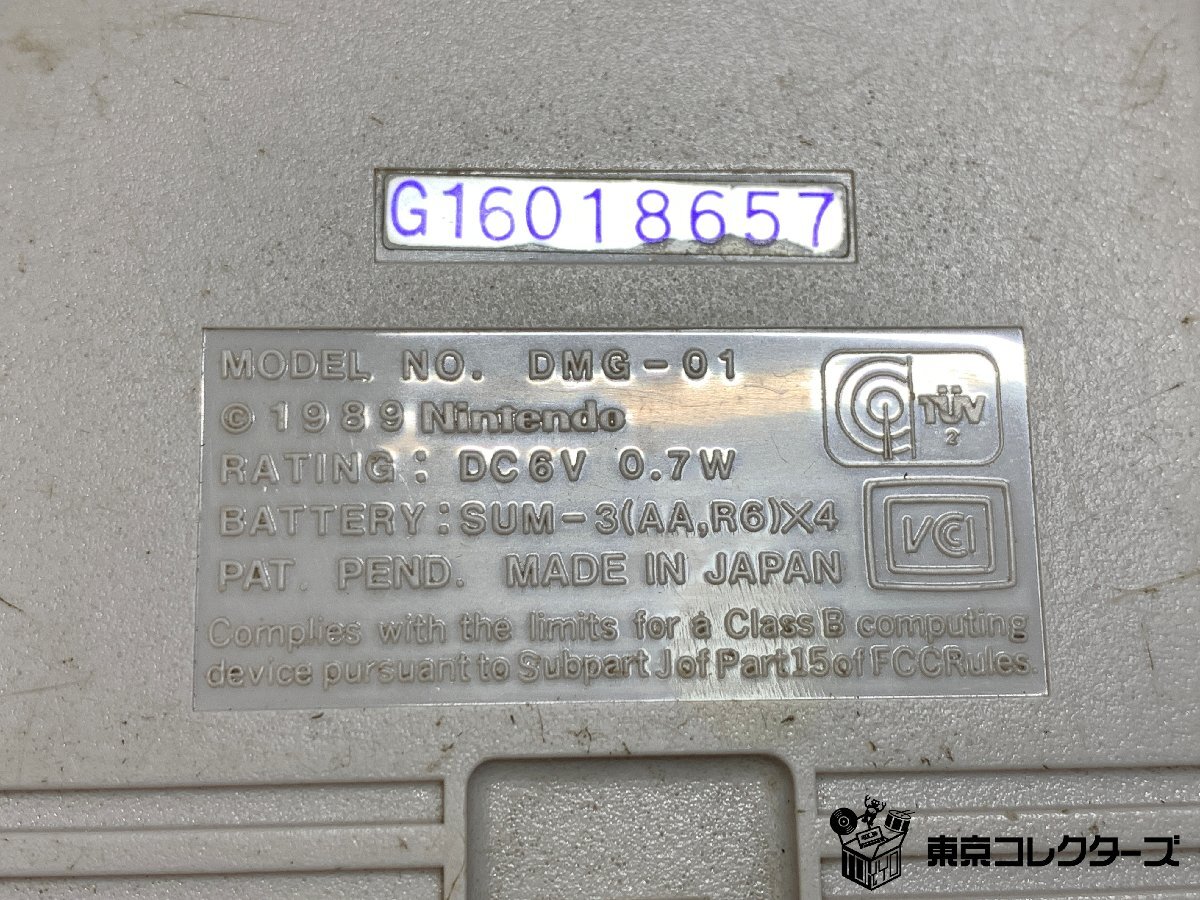 G16018657
MODEL NO. DMG-01
©1989 Nintendo
RATING: DC6V 0.7W
BATTERY: SUM-3(AA,R6)X4
PAT. PEND. MADE IN JAPAN
Complies with the limits for a Class B computing
device pursuant to Subpart J of Part 15 of FCC Rules
TÜV
VCI
TOKYO
東京コレクターズ